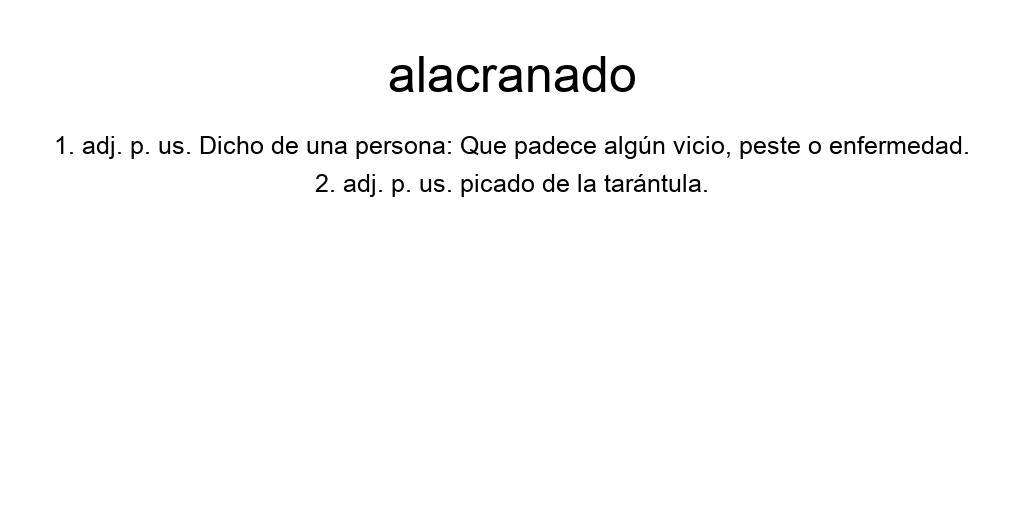 alacranado
1. adj. p. us. Dicho de una persona: Que padece algún vicio, peste o enfermedad.
2. adj. p. us. picado de la tarántula.